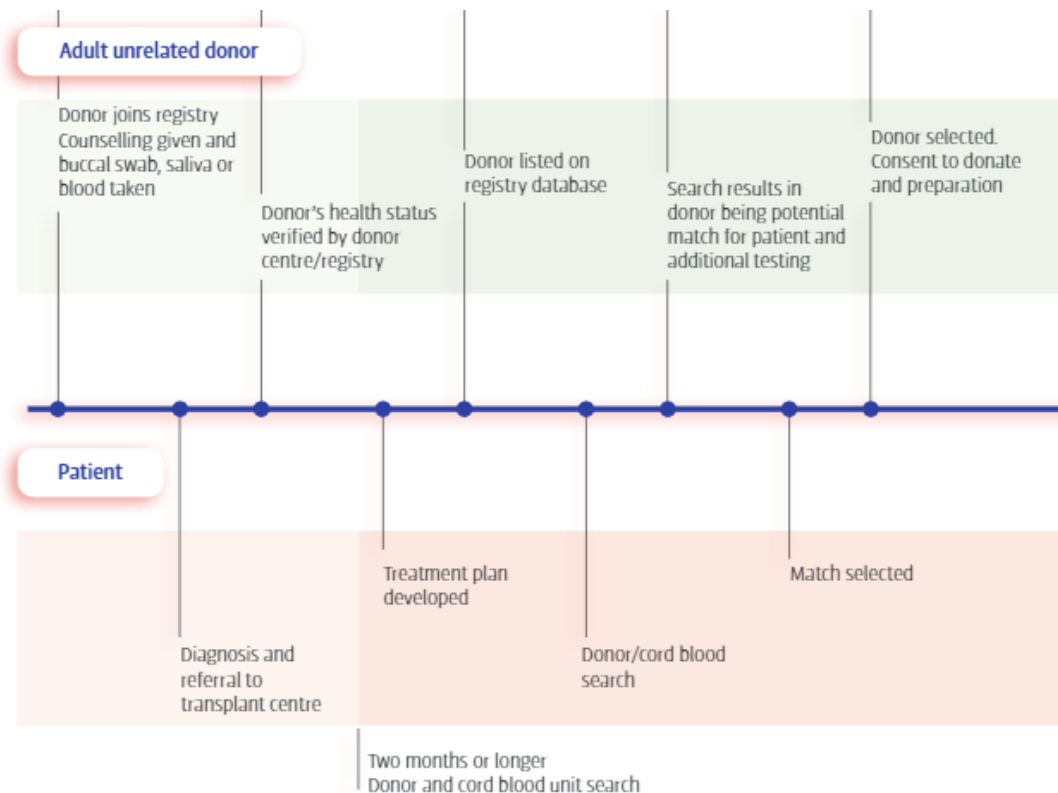 Adult unrelated donor
Donor joins registry
Counselling given and
buccal swab, saliva or
blood taken
Donor's health status
verified by donor
centre/registry
Donor listed on
registry database
Search results in
donor being potential
match for patient and
additional testing
Donor selected.
Consent to donate
and preparation
Patient
Diagnosis and
referral to
transplant centre
Treatment plan
developed
Donor/cord blood
search
Match selected
Two months or longer
Donor and cord blood unit search